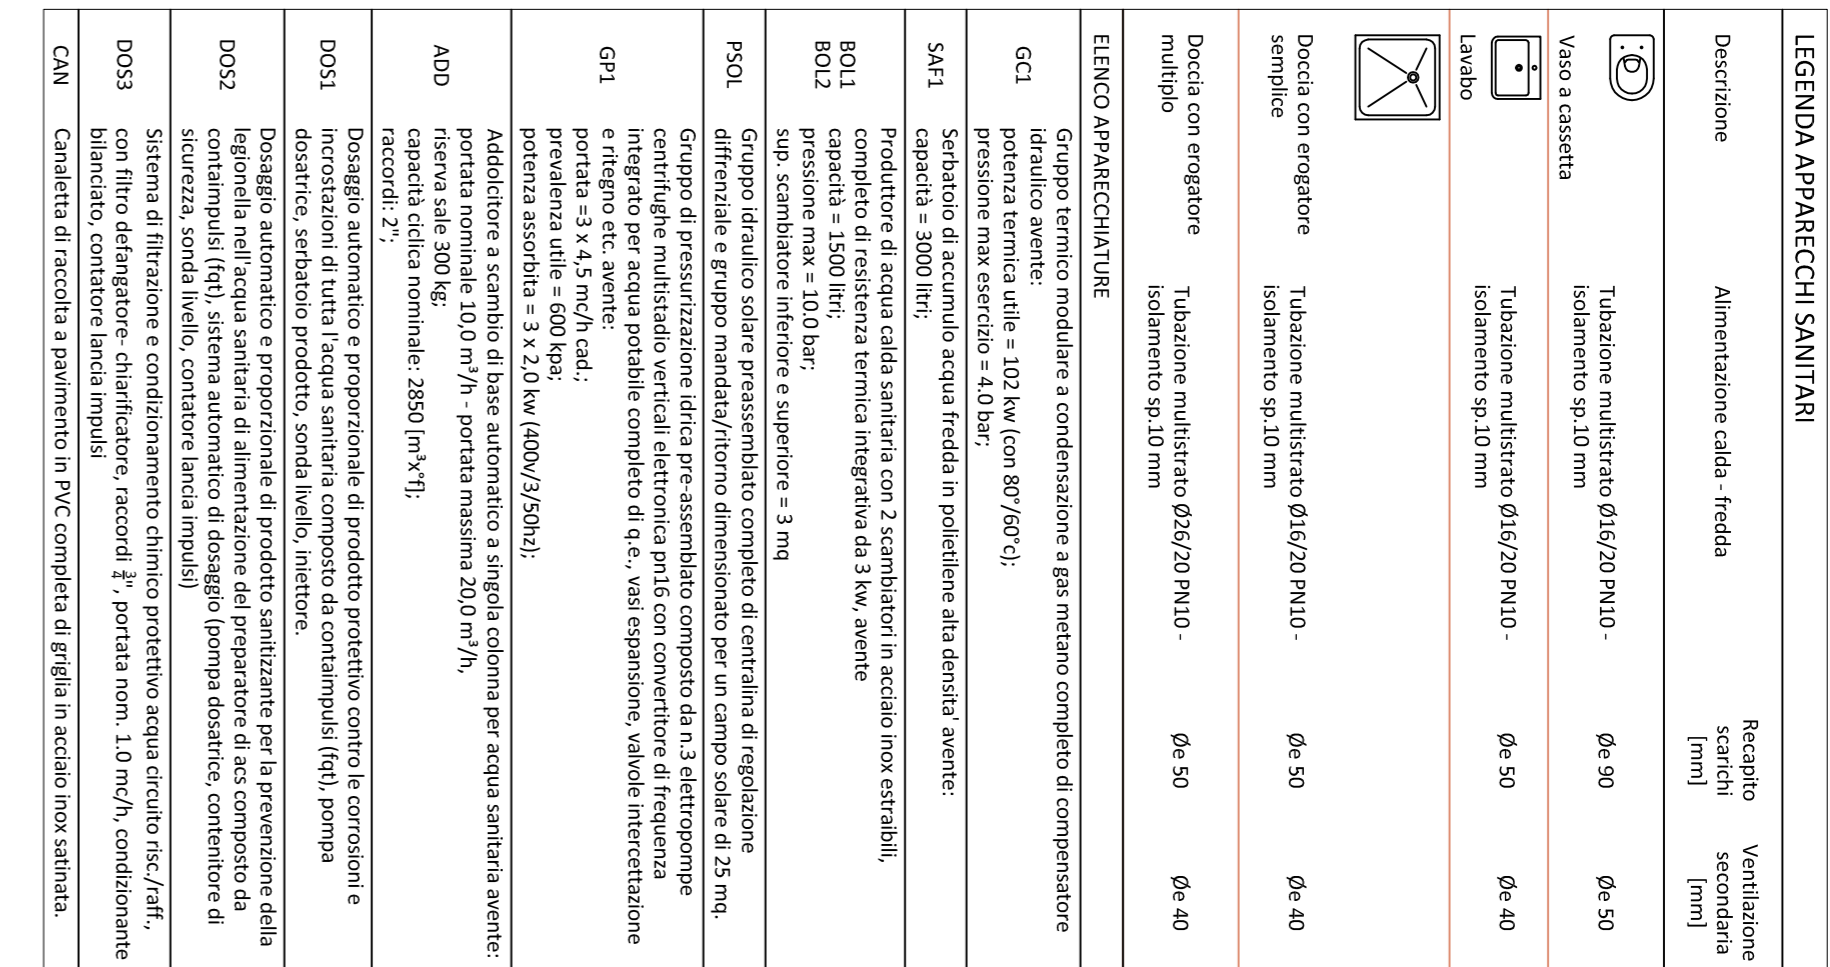 LEGENDA APPARECCHI SANITARI
Descrizione
Alimentazione calda - fredda
Recapito
scarichi
[mm]
Ventilazione
secondaria
[mm]
Vaso a cassetta
Tubazione multistrato Ø16/20 PN10 -
isolamento sp.10 mm
Øe 90
Øe 50
Lavabo
Tubazione multistrato Ø16/20 PN10 -
isolamento sp.10 mm
Øe 50
Øe 40
Doccia con erogatore
semplice
Tubazione multistrato Ø16/20 PN10 -
isolamento sp.10 mm
Øe 50
Øe 40
Doccia con erogatore
multiplo
Tubazione multistrato Ø26/20 PN10 -
isolamento sp.10 mm
Øe 50
Øe 40
ELENCO APPARECCHIATURE
GC1
Gruppo termico modulare a condensazione a gas metano completo di compensatore
idraulico avente:
potenza termica utile = 102 kw (con 80°/60°c);
pressione max esercizio = 4.0 bar;
SAF1
Serbatoio di accumulo acqua fredda in polietilene alta densita' avente:
capacità = 3000 litri;
BOL1
BOL2
Produttore di acqua calda sanitaria con 2 scambiatori in acciaio inox estraibili,
completo di resistenza termica integrativa da 3 kw, avente
capacità = 1500 litri;
pressione max = 10.0 bar;
sup. scambiatore inferiore e superiore = 3 mq
PSOL
Gruppo idraulico solare preassemblato completo di centralina di regolazione
diffrenziale e gruppo mandata/ritorno dimensionato per un campo solare di 25 mq.
GP1
Gruppo di pressurizzazione idrica pre-assemblato composto da n.3 elettropompe
centrifughe multistadio verticali elettronica pn16 con convertitore di frequenza
integrato per acqua potabile completo di q.e., vasi espansione, valvole intercettazione
e ritegno etc. avente:
portata =3 x 4,5 mc/h cad.;
prevalenza utile = 600 kpa;
potenza assorbita = 3 x 2,0 kw (400v/3/50hz);
ADD
Addolcitore a scambio di base automatico a singola colonna per acqua sanitaria avente:
portata nominale 10,0 m³/h - portata massima 20,0 m³/h,
riserva sale 300 kg;
capacità ciclica nominale: 2850 [m³x°f];
raccordi: 2";
DOS1
Dosaggio automatico e proporzionale di prodotto protettivo contro le corrosioni e
incrostazioni di tutta l'acqua sanitaria composto da contaimpulsi (fqt), pompa
dosatrice, serbatoio prodotto, sonda livello, iniettore.
DOS2
Dosaggio automatico e proporzionale di prodotto sanitizzante per la prevenzione della
legionella nell'acqua sanitaria di alimentazione del preparatore di acs composto da
contaimpulsi (fqt), sistema automatico di dosaggio (pompa dosatrice, contenitore di
sicurezza, sonda livello, contatore lancia impulsi)
DOS3
Sistema di filtrazione e condizionamento chimico protettivo acqua circuito risc./raff.,
con filtro defangatore- chiarificatore, raccordi ¾", portata nom. 1.0 mc/h, condizionante
bilanciato, contatore lancia impulsi
CAN
Canaletta di raccolta a pavimento in PVC completa di griglia in acciaio inox satinata.